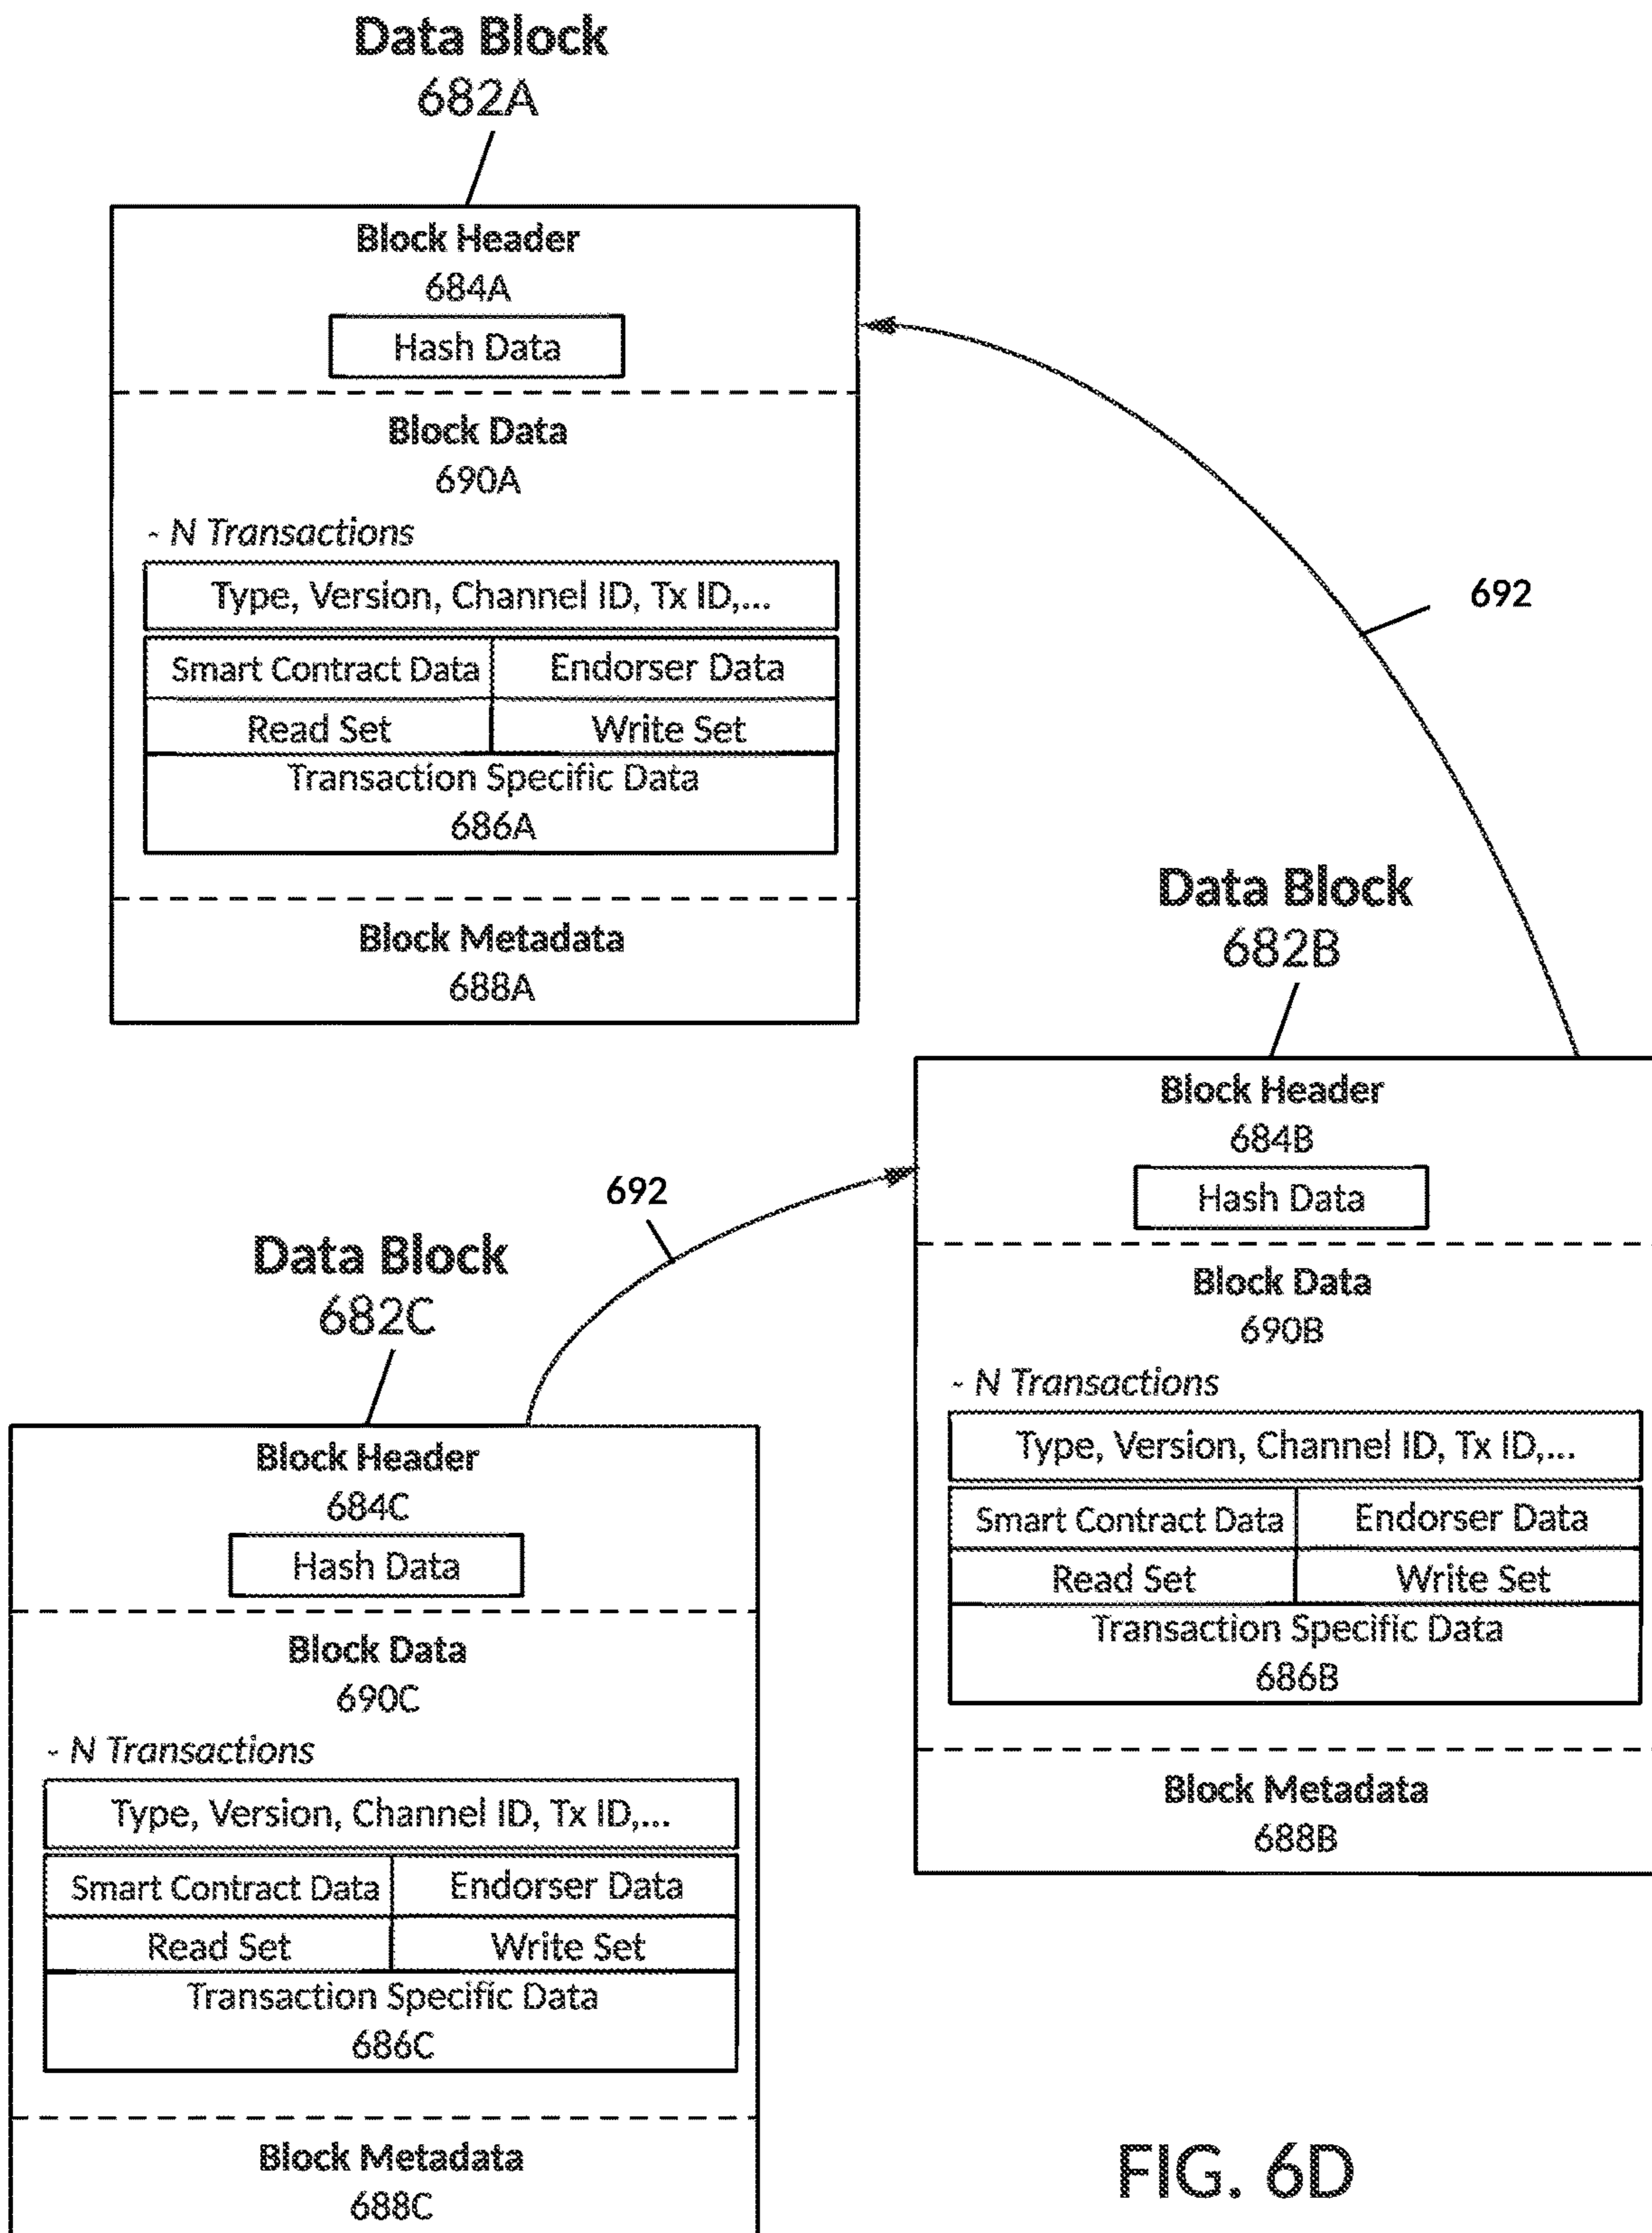 Data Block
682A
Block Header
684A
Hash Data
Block Data
690A
- N Transactions
Type, Version, Channel ID, Tx ID,...
Smart Contract Data Endorser Data
Read Set Write Set
Transaction Specific Data
686A
Block Metadata
688A
692
Data Block
682B
Block Header
684B
Hash Data
Block Data
690B
- N Transactions
Type, Version, Channel ID, Tx ID,...
Smart Contract Data Endorser Data
Read Set Write Set
Transaction Specific Data
686B
Block Metadata
688B
692
Data Block
682C
Block Header
684C
Hash Data
Block Data
690C
- N Transactions
Type, Version, Channel ID, Tx ID,...
Smart Contract Data Endorser Data
Read Set Write Set
Transaction Specific Data
686C
Block Metadata
688C
FIG. 6D